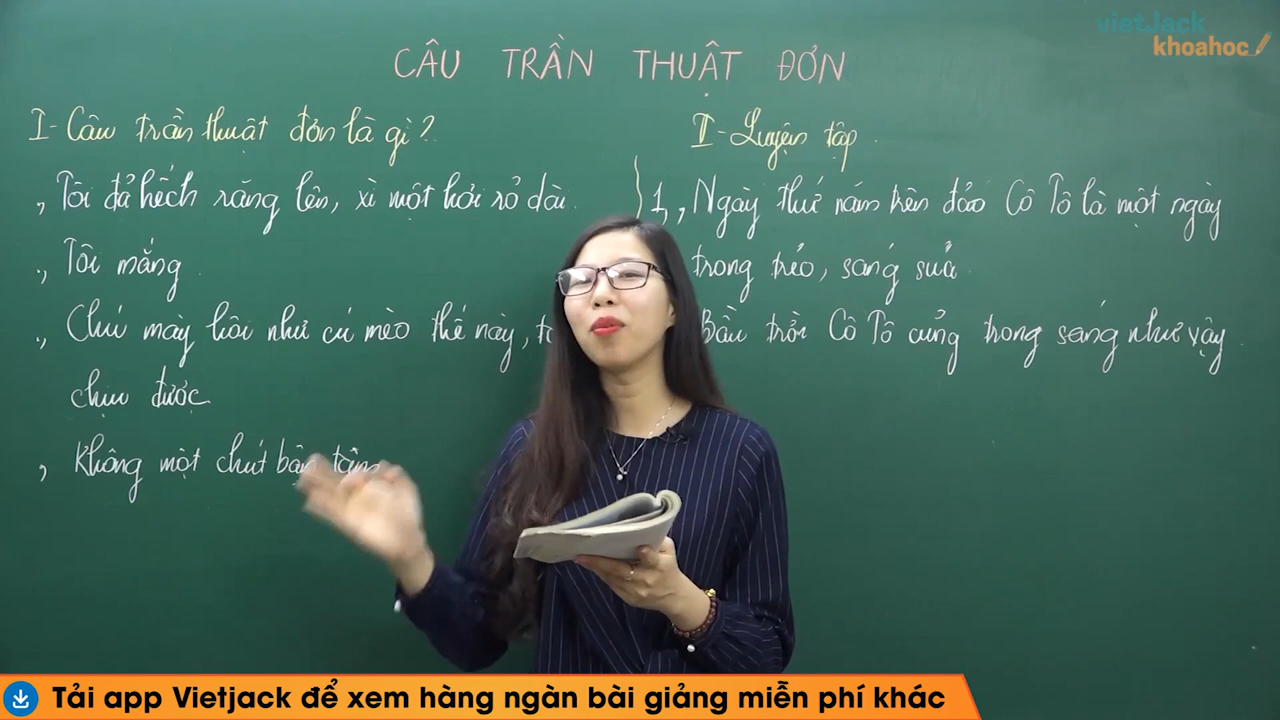 vietJack
khoahoc
CÂU TRẦN THUẬT ĐƠN
I - Câu trần thuật đơn là gì?
, Tôi đã hếch răng lên, xì một hơi rõ dài.
, Tôi mắng.
, Chú mày hôi như cú mèo thế này, t
chịu được
, Không một chút bận tâm
II - Luyện tập.
1, , Ngày thứ năm trên đảo Cô Tô là một ngày
trong trẻo, sáng sủa.
Bầu trời Cô Tô cũng trong sáng như vậy.
Tải app Vietjack để xem hàng ngàn bài giảng miễn phí khác